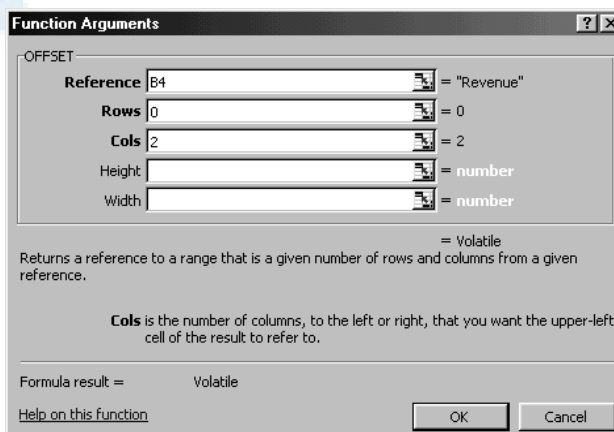 Function Arguments
OFFSET
Reference B4 = "Revenue"
Rows 0 = 0
Cols 2 = 2
Height = number
Width = number
= Volatile
Returns a reference to a range that is a given number of rows and columns from a given
reference.
Cols is the number of columns, to the left or right, that you want the upper-left
cell of the result to refer to.
Formula result = Volatile
Help on this function OK Cancel